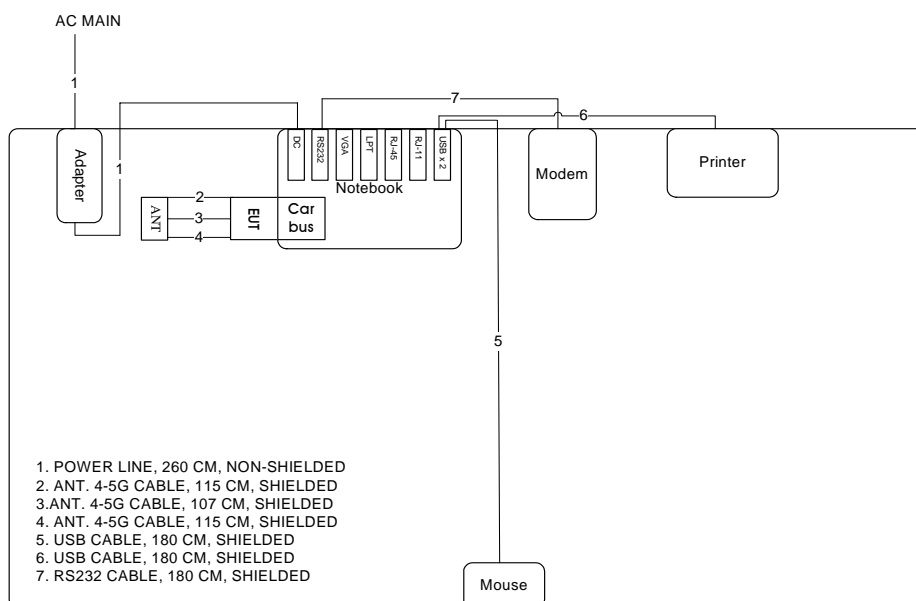 AC MAIN
1
7
6
Adapter
1
DC
RS232
VGA
LPT
RJ-45
RJ-11
USB x 2
Notebook
Modem
Printer
ANT
2
3
4
EUT
Car
bus
5
1. POWER LINE, 260 CM, NON-SHIELDED
2. ANT. 4-5G CABLE, 115 CM, SHIELDED
3.ANT. 4-5G CABLE, 107 CM, SHIELDED
4. ANT. 4-5G CABLE, 115 CM, SHIELDED
5. USB CABLE, 180 CM, SHIELDED
6. USB CABLE, 180 CM, SHIELDED
7. RS232 CABLE, 180 CM, SHIELDED
Mouse